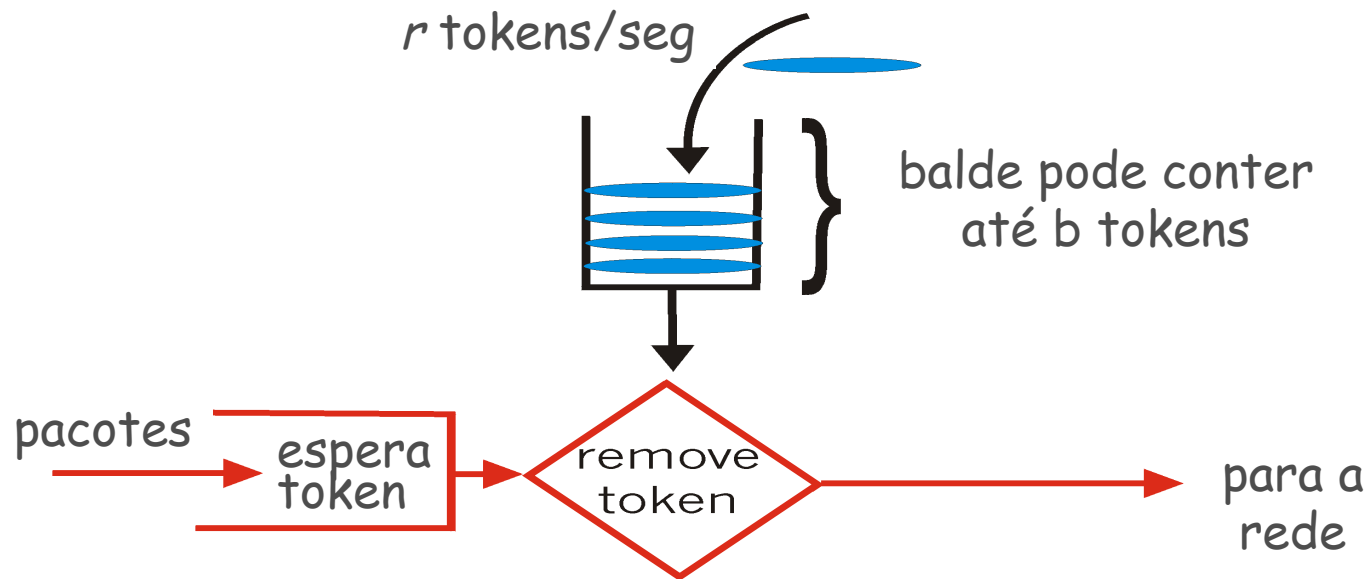 r tokens/seg
balde pode conter
até b tokens
pacotes
espera
token
remove
token
para a
rede